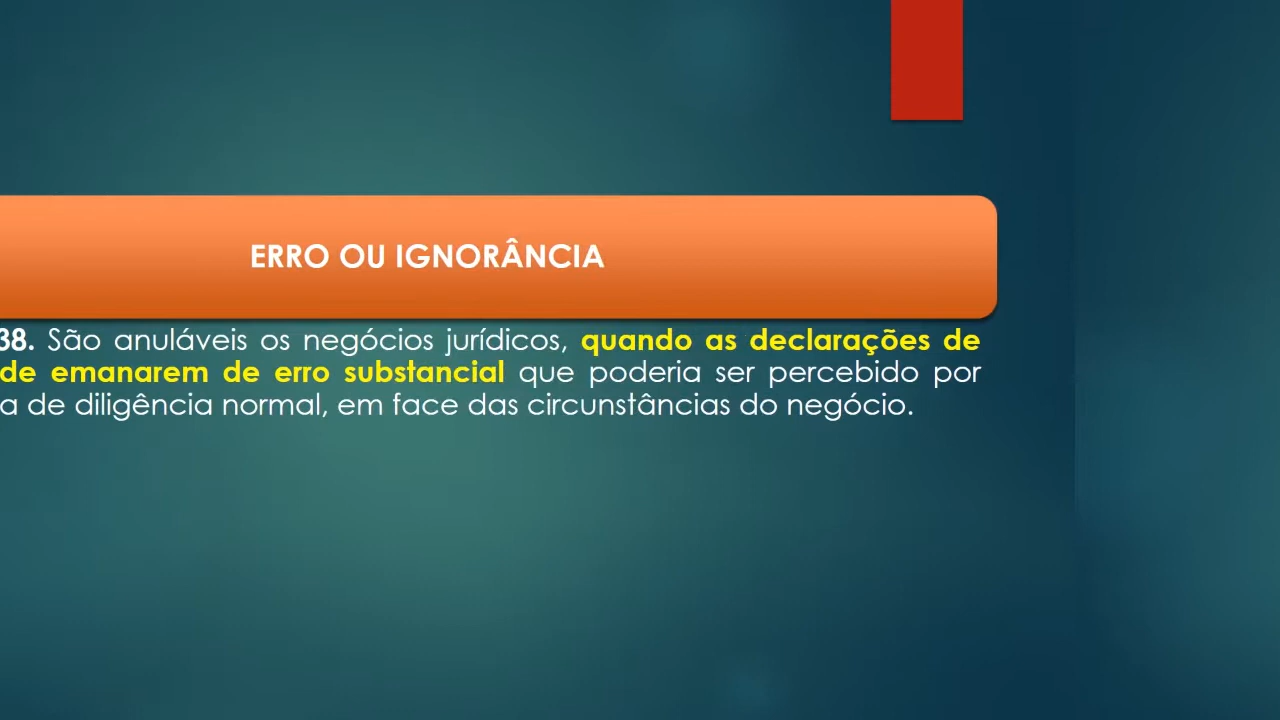 ERRO OU IGNORÂNCIA
38. São anuláveis os negócios jurídicos, quando as declarações de
de emanarem de erro substancial que poderia ser percebido por
a de diligência normal, em face das circunstâncias do negócio.